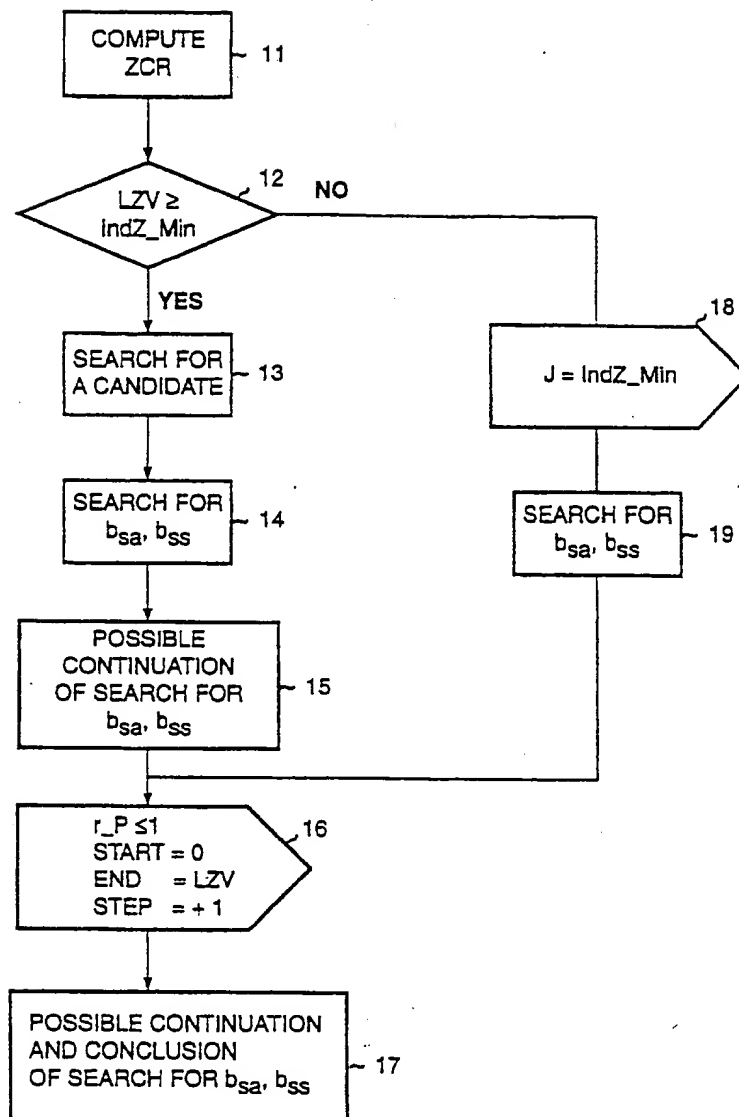 COMPUTE
ZCR
11
LZV ≥
IndZ_Min
12
NO
YES
SEARCH FOR
A CANDIDATE
13
18
J = IndZ_Min
SEARCH FOR
b_sa, b_ss
14
SEARCH FOR
b_sa, b_ss
19
POSSIBLE
CONTINUATION
OF SEARCH FOR
b_sa, b_ss
15
r_P ≤1
START = 0
END = LZV
STEP = + 1
16
POSSIBLE CONTINUATION
AND CONCLUSION
OF SEARCH FOR b_sa, b_ss
17